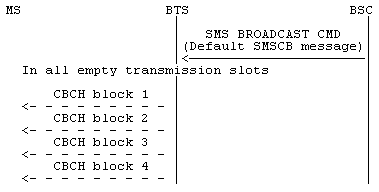 MS BTS BSC
SMS BROADCAST CMD
(Default SMSCB message)
In all empty transmission slots
CBCH block 1
CBCH block 2
CBCH block 3
CBCH block 4